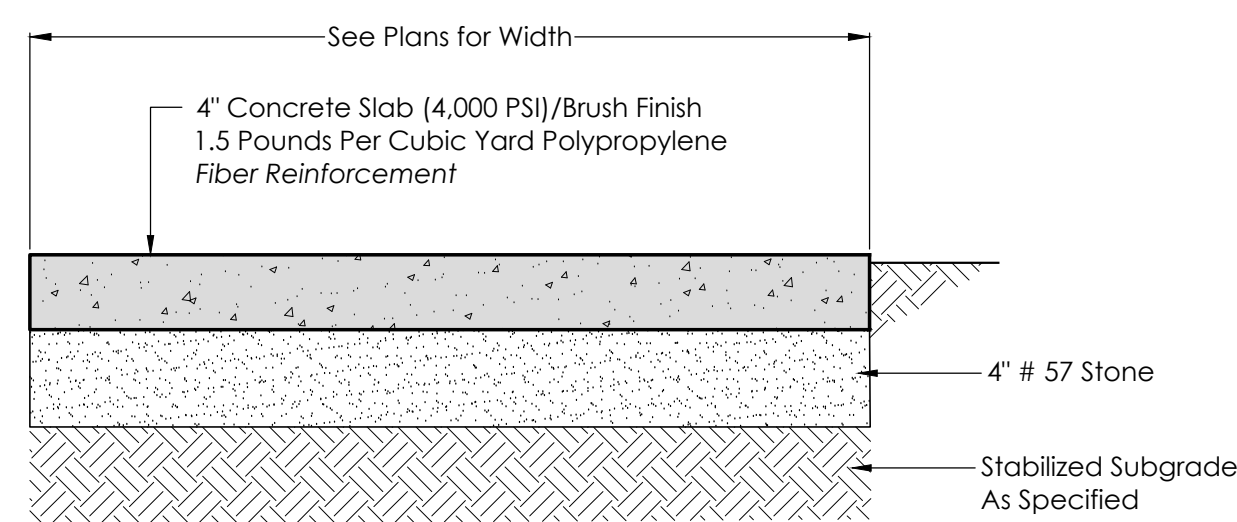 See Plans for Width
4" Concrete Slab (4,000 PSI)/Brush Finish
1.5 Pounds Per Cubic Yard Polypropylene
Fiber Reinforcement
4" # 57 Stone
Stabilized Subgrade
As Specified